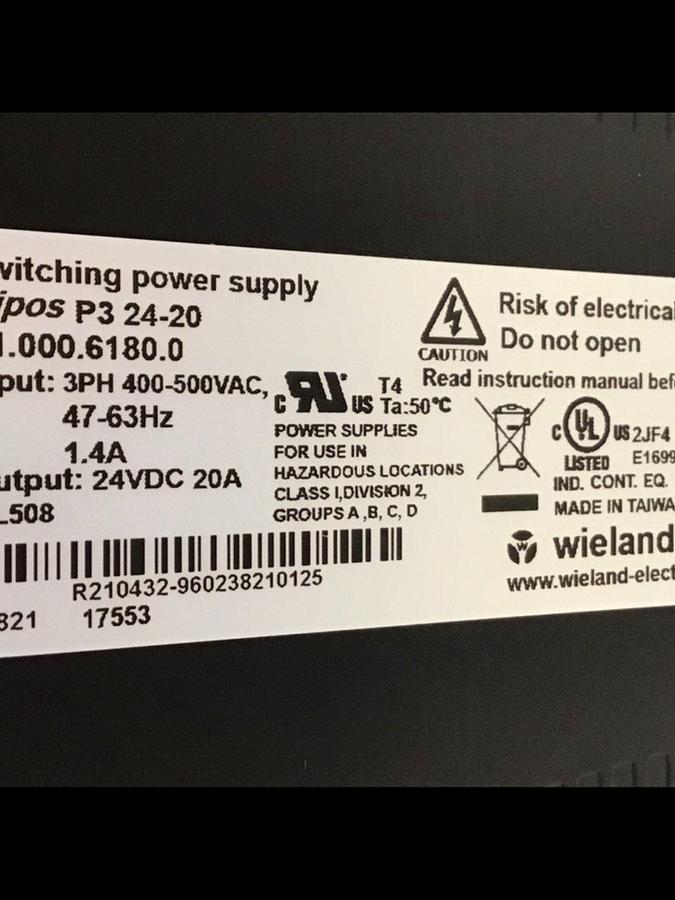 witching power supply
ipos P3 24-20
.000.6180.0
put: 3PH 400-500VAC,
47-63Hz
1.4A
utput: 24VDC 20A
L508
R210432-960238210125
321 17553
C US T4
Ta:50°C
POWER SUPPLIES
FOR USE IN
HAZARDOUS LOCATIONS
CLASS I,DIVISION 2,
GROUPS A ,B, C, D
CAUTION
Risk of electrica
Do not open
Read instruction manual bef
C UL US 2JF4
LISTED E1699
IND. CONT. EQ.
MADE IN TAIWA
wieland
www.wieland-elect